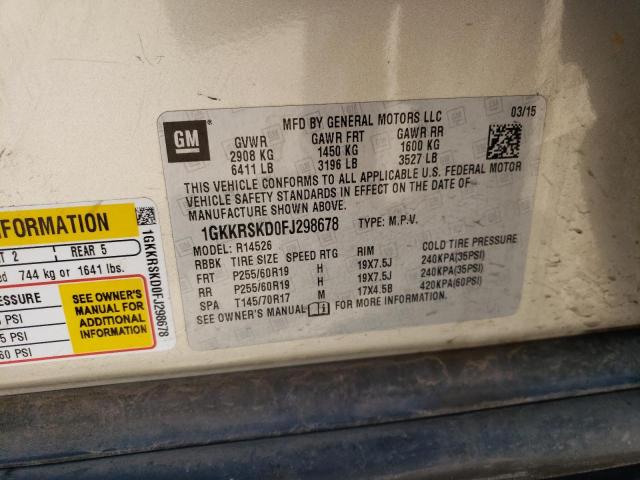 GM
MFD BY GENERAL MOTORS LLC 03/15
GVWR GAWR FRT GAWR RR
2908 KG 1450 KG 1600 KG
6411 LB 3196 LB 3527 LB
THIS VEHICLE CONFORMS TO ALL APPLICABLE U.S. FEDERAL MOTOR
VEHICLE SAFETY STANDARDS IN EFFECT ON THE DATE OF
MANUFACTURE SHOWN ABOVE.
1GKKRSKD0FJ298678 TYPE: M.P.V.
MODEL: R14526
RBBK TIRE SIZE SPEED RTG RIM COLD TIRE PRESSURE
FRT P255/60R19 H 19X7.5J 240KPA(35PSI)
RR P255/60R19 H 19X7.5J 240KPA(35PSI)
SPA T145/70R17 M 17X4.5B 420KPA(60PSI)
SEE OWNER'S MANUAL FOR MORE INFORMATION.
2 REAR 5
744 kg or 1641 lbs.
SEE OWNER'S
MANUAL FOR
ADDITIONAL
INFORMATION
PSI
5 PSI
60 PSI
1GKKRSKD0FJ298678